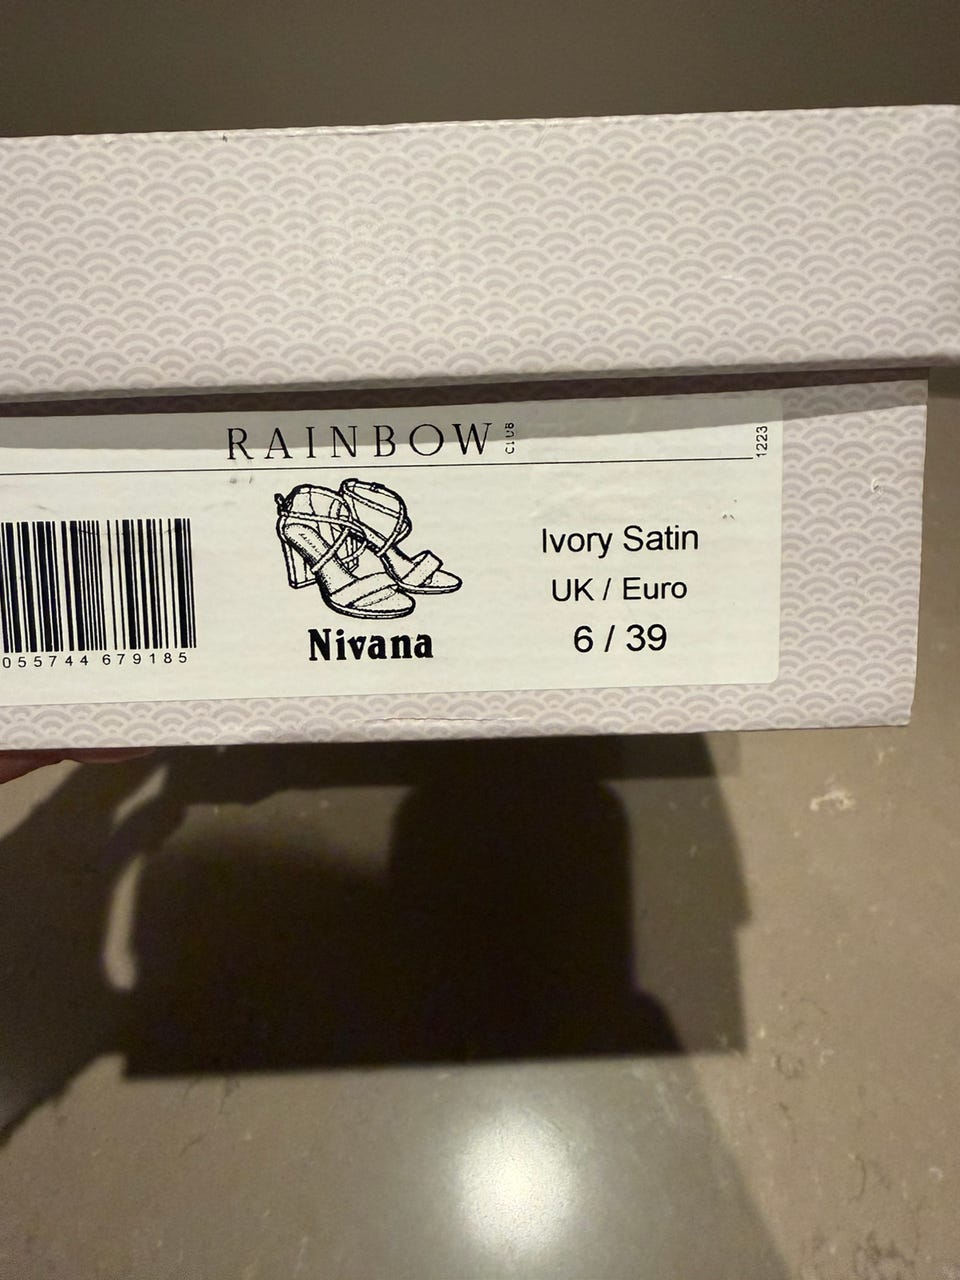 RAINBOW CLUB
1223
Ivory Satin
UK / Euro
6 / 39
Nivana
055744 679185